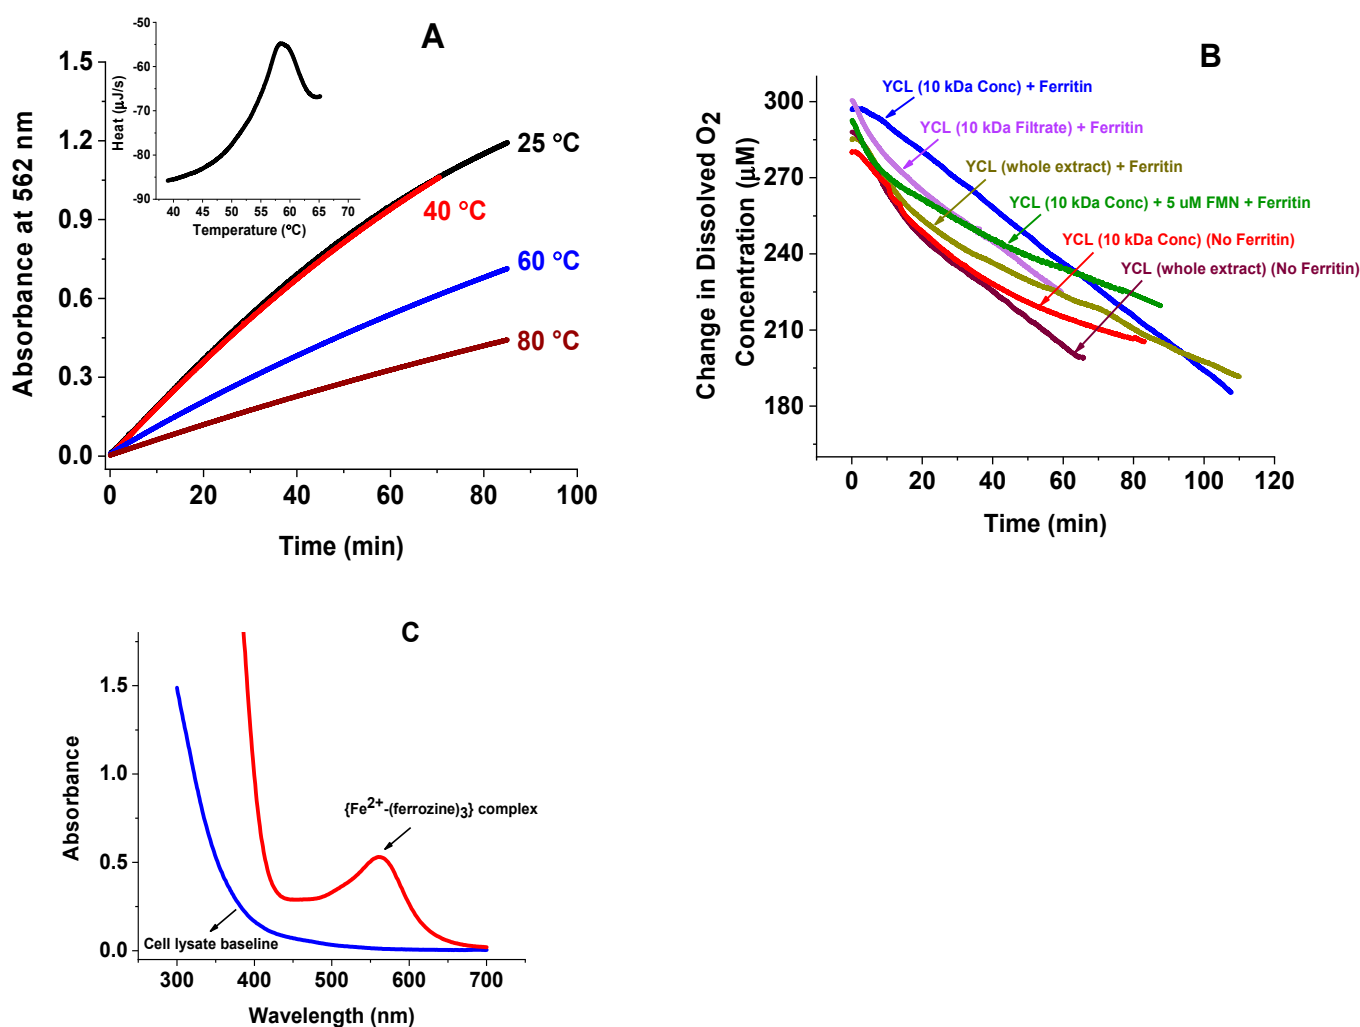 A
Absorbance at 562 nm
1.5
1.2
0.9
0.6
0.3
0.0
0
20
40
60
80
100
Time (min)
25 °C
40 °C
60 °C
80 °C
Heat (µJ/s)
-50
-60
-70
-80
-90
40
45
50
55
60
65
70
Temperature (°C)
B
Change in Dissolved O2
Concentration (µM)
300
270
240
210
180
0
20
40
60
80
100
120
Time (min)
YCL (10 kDa Conc) + Ferritin
YCL (10 kDa Filtrate) + Ferritin
YCL (whole extract) + Ferritin
YCL (10 kDa Conc) + 5 uM FMN + Ferritin
YCL (10 kDa Conc) (No Ferritin)
YCL (whole extract) (No Ferritin)
C
Absorbance
1.5
1.0
0.5
0.0
300
400
500
600
700
Wavelength (nm)
{Fe2+-(ferrozine)3} complex
Cell lysate baseline